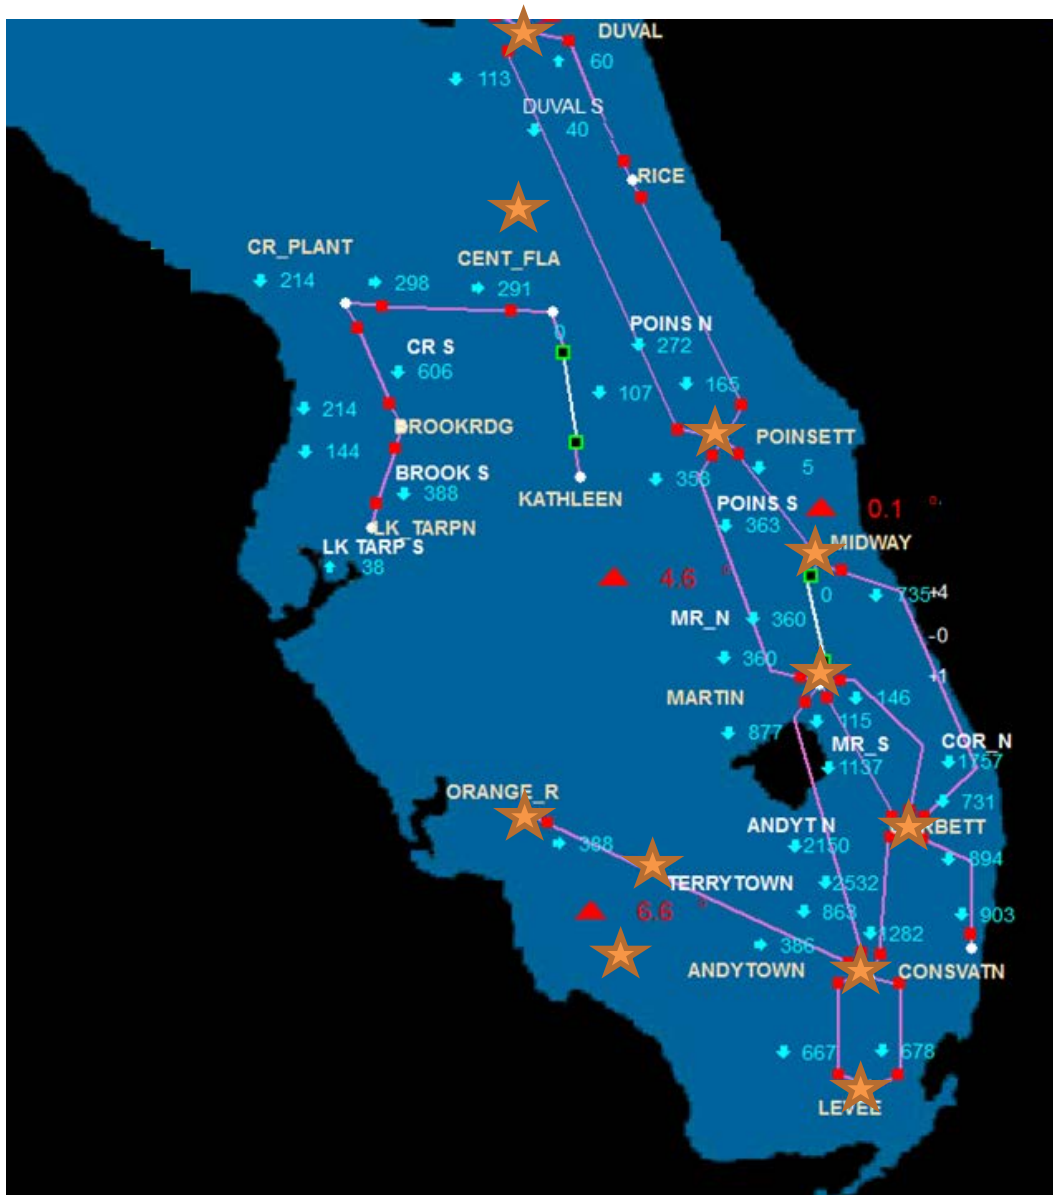 DUVAL
60
113
DUVAL S
40
RICE
CR_PLANT
CENT_FLA
214
298
291
0
POINS N
272
CR S
606
107
165
214
BROOKRDG
POINSETT
144
BROOK S
388
5
358
KATHLEEN
POINS S
363
0.1
LK_TARPN
MIDWAY
LK TARP S
38
4.6
0
735
+4
MR_N
360
-0
360
+1
MARTIN
146
115
877
MR_S
COR_N
1137
1757
ORANGE_R
731
ANDYT N
CORBETT
388
2150
894
TERRYTOWN
2532
6.6
863
903
1282
386
ANDYTOWN
CONSVATN
667
678
LEVEE